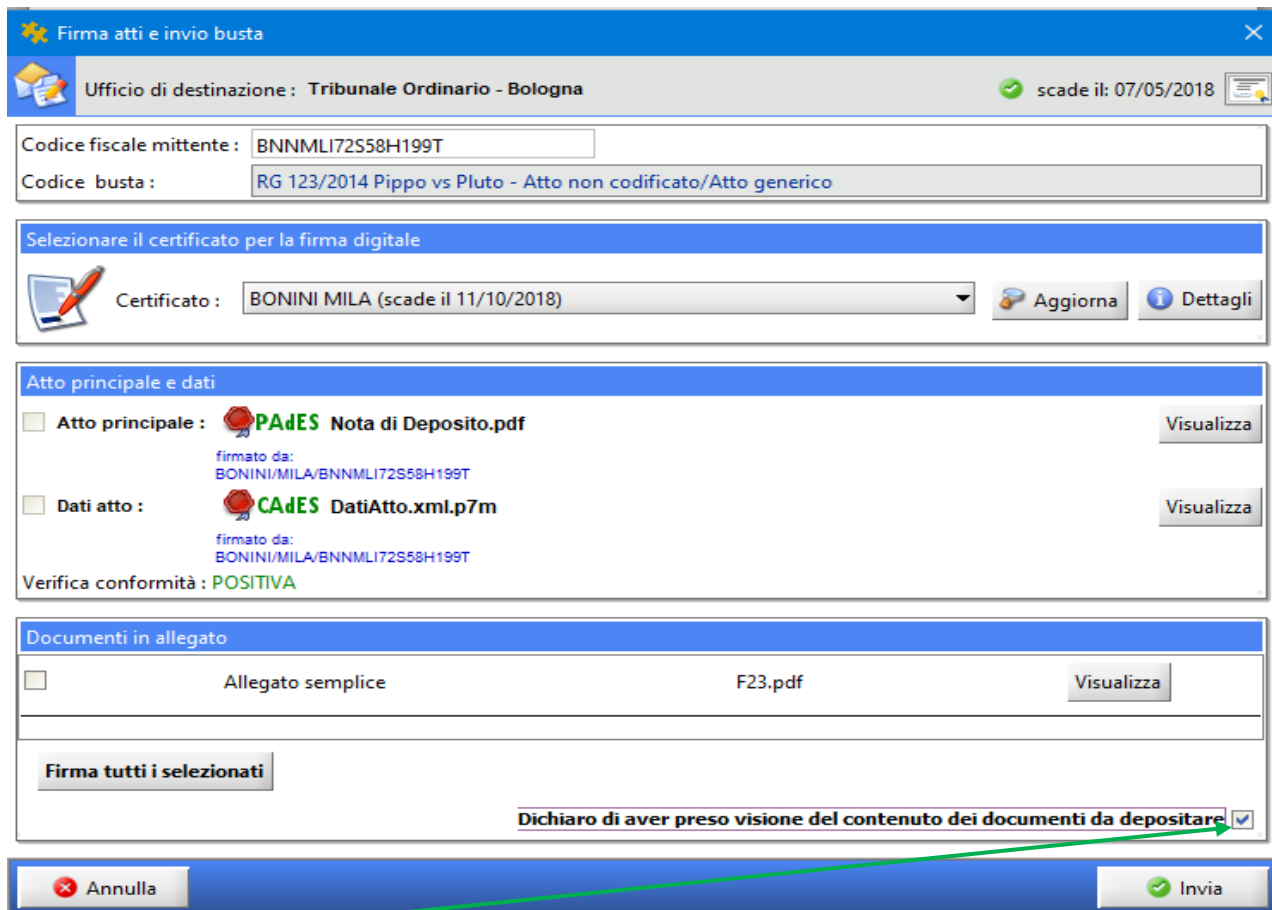 Firma atti e invio busta
Ufficio di destinazione : Tribunale Ordinario - Bologna scade il: 07/05/2018
Codice fiscale mittente : BNNMLI72S58H199T
Codice busta : RG 123/2014 Pippo vs Pluto - Atto non codificato/Atto generico
Selezionare il certificato per la firma digitale
Certificato : BONINI MILA (scade il 11/10/2018) Aggiorna Dettagli
Atto principale e dati
Atto principale : PAdES Nota di Deposito.pdf Visualizza
firmato da:
BONINI/MILA/BNNMLI72S58H199T
Dati atto : CAdES DatiAtto.xml.p7m Visualizza
firmato da:
BONINI/MILA/BNNMLI72S58H199T
Verifica conformità : POSITIVA
Documenti in allegato
Allegato semplice F23.pdf Visualizza
Firma tutti i selezionati
Dichiaro di aver preso visione del contenuto dei documenti da depositare
Annulla Invia